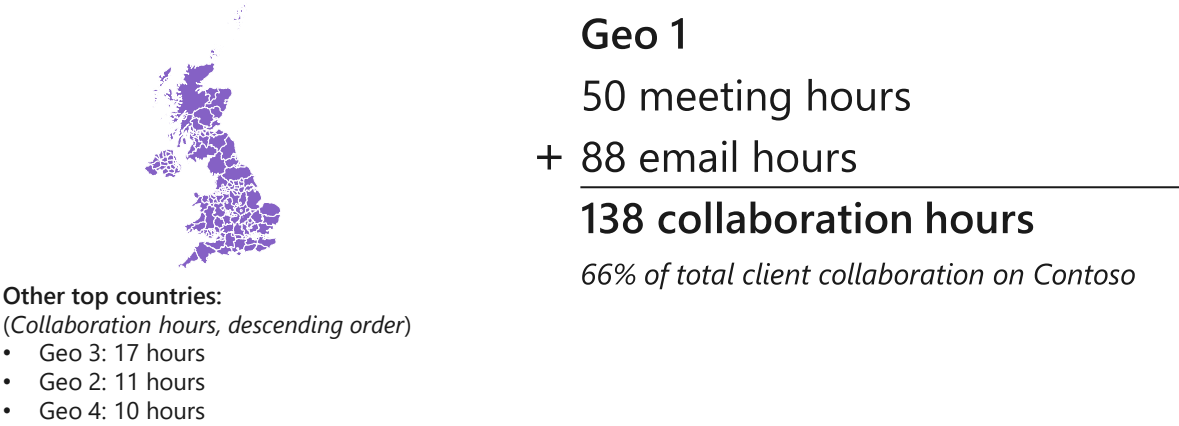 Geo 1
50 meeting hours
+ 88 email hours
138 collaboration hours
66% of total client collaboration on Contoso
Other top countries:
(Collaboration hours, descending order)
• Geo 3: 17 hours
• Geo 2: 11 hours
• Geo 4: 10 hours